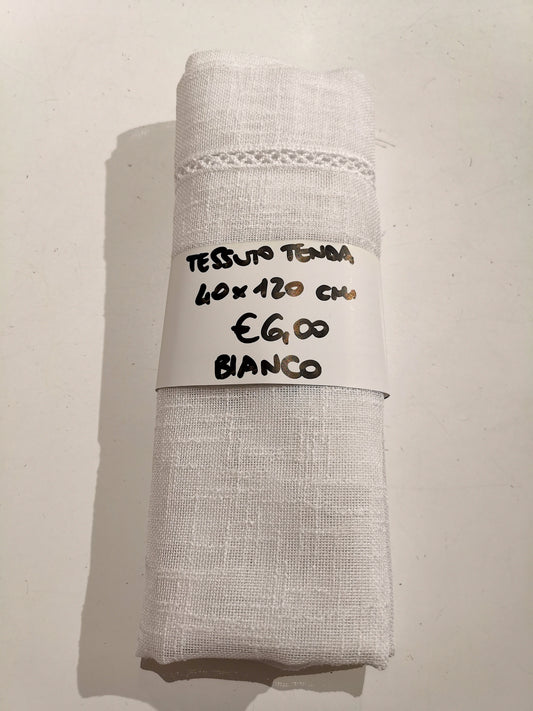 TESSUTO TENDA
40x120 cm
€6,00
BIANCO